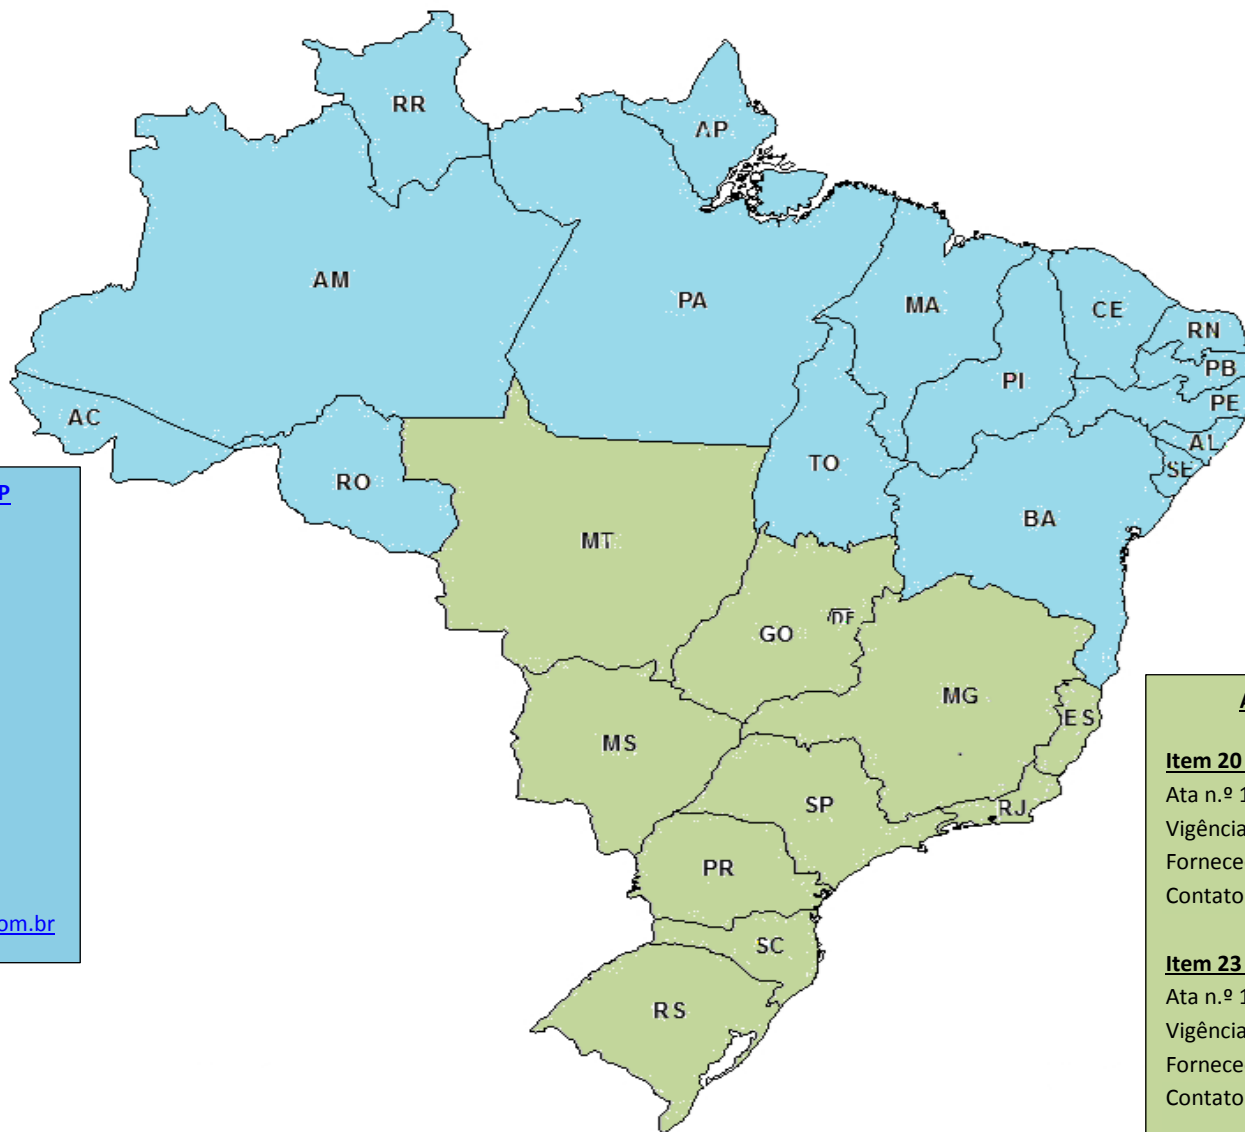 RR
AP
AM
PA
MA
CE
RN
PB
PI
PE
AC
AL
TO
SE
RO
BA
MT
DF
GO
MG
ES
MS
SP
RJ
PR
SC
RS
P
om.br
A
Item 20
Ata n.º 1
Vigência
Fornece
Contato
Item 23
Ata n.º 1
Vigência
Fornece
Contato